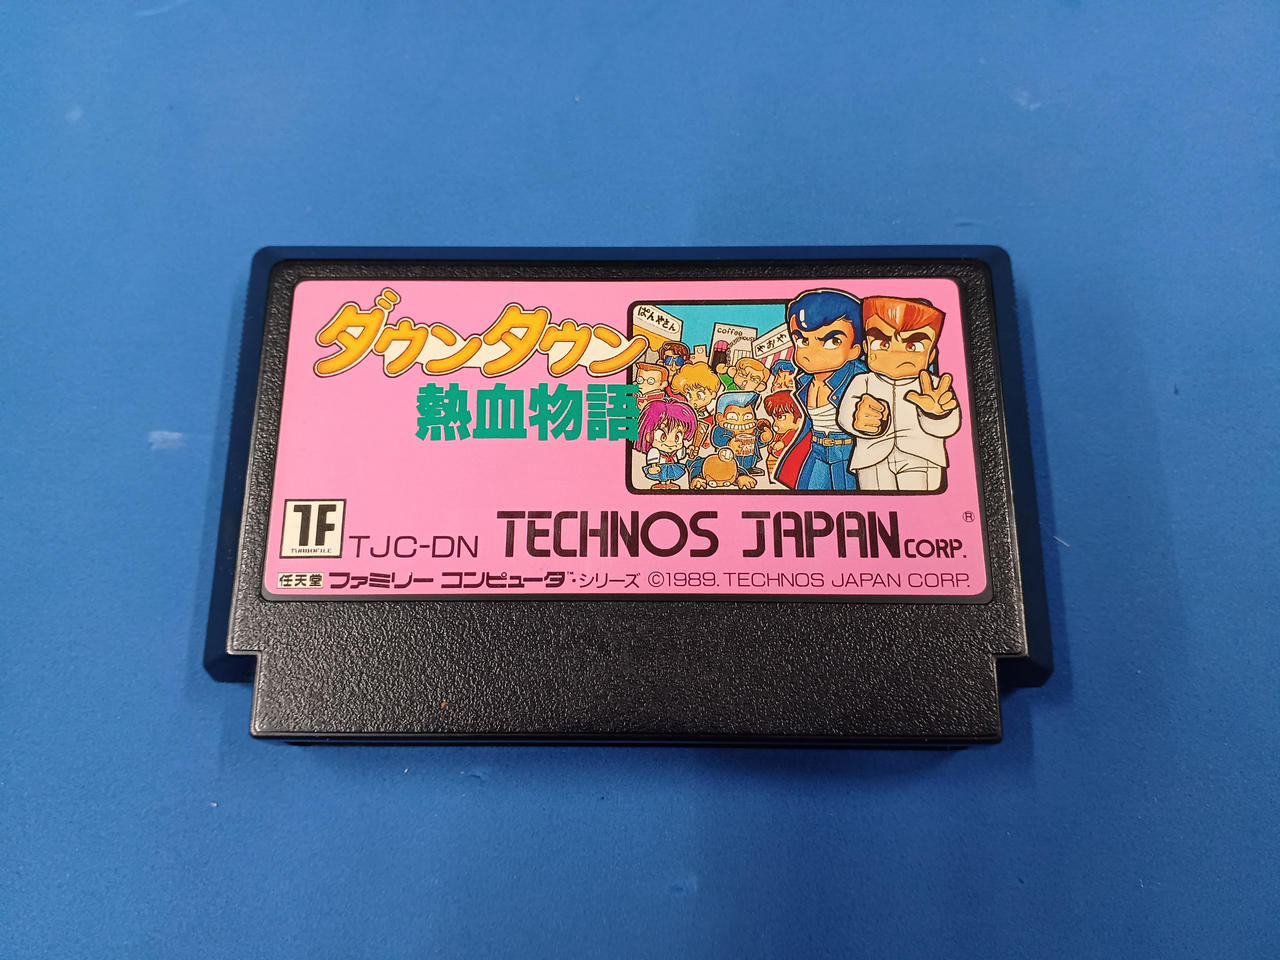 ダウンタウン
熱血物語
ぱんやさん
coffee
やおや
TF
TURBOFILE
TJC-DN
TECHNOS JAPAN CORP. ®
任天堂 ファミリー コンピュータ™・シリーズ ©1989. TECHNOS JAPAN CORP.